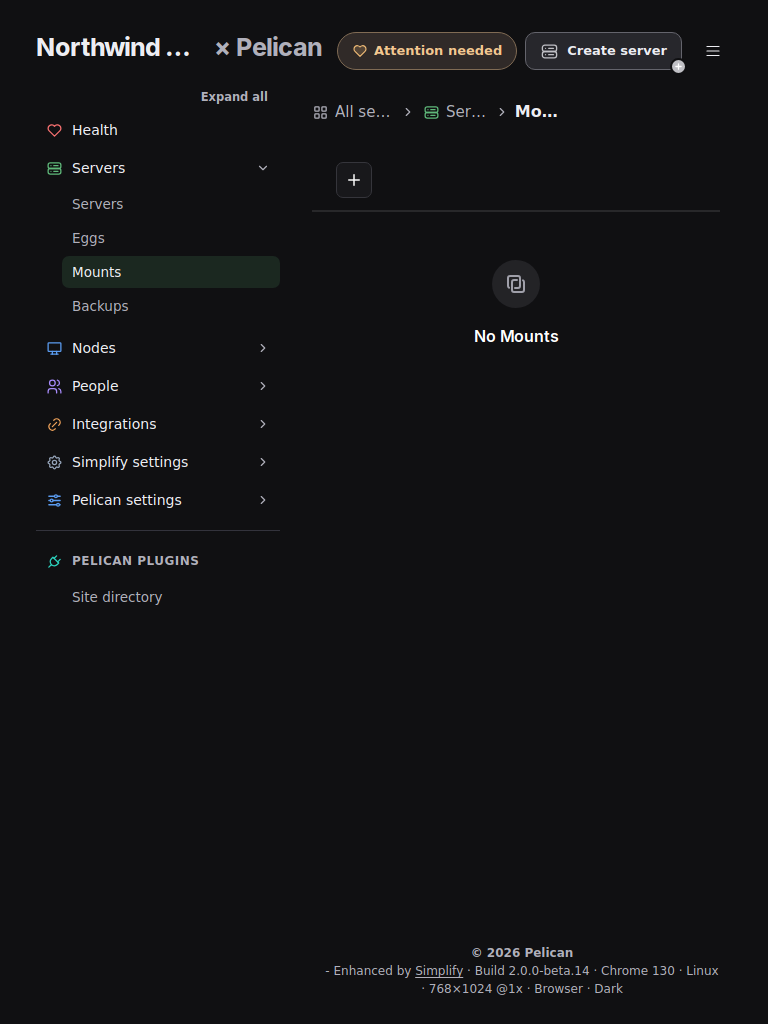 Northwind ... × Pelican
Attention needed
Create server
Expand all
Health
Servers
Servers
Eggs
Mounts
Backups
Nodes
People
Integrations
Simplify settings
Pelican settings
PELICAN PLUGINS
Site directory
All se... > Ser... > Mo...
No Mounts
© 2026 Pelican
- Enhanced by Simplify · Build 2.0.0-beta.14 · Chrome 130 · Linux
· 768×1024 @1x · Browser · Dark